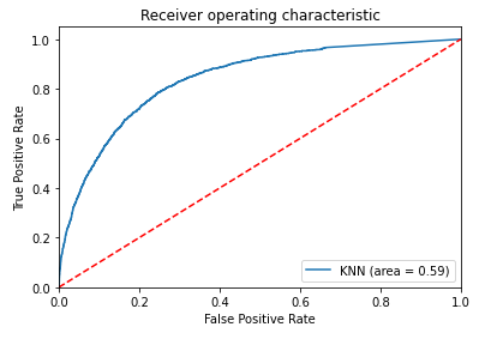 Receiver operating characteristic
True Positive Rate
1.0
0.8
0.6
0.4
0.2
0.0
KNN (area = 0.59)
0.0 0.2 0.4 0.6 0.8 1.0
False Positive Rate